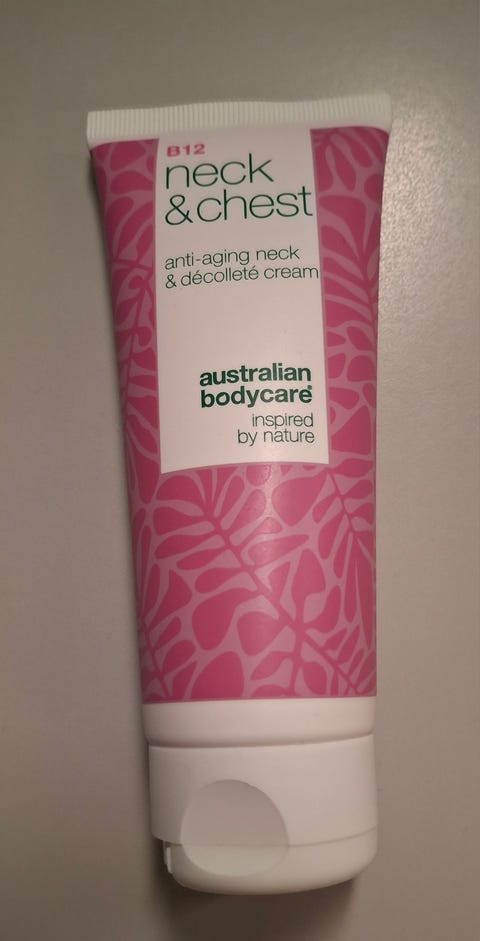 B12
neck
&chest
anti-aging neck
& décolleté cream
australian
bodycare®
inspired
by nature